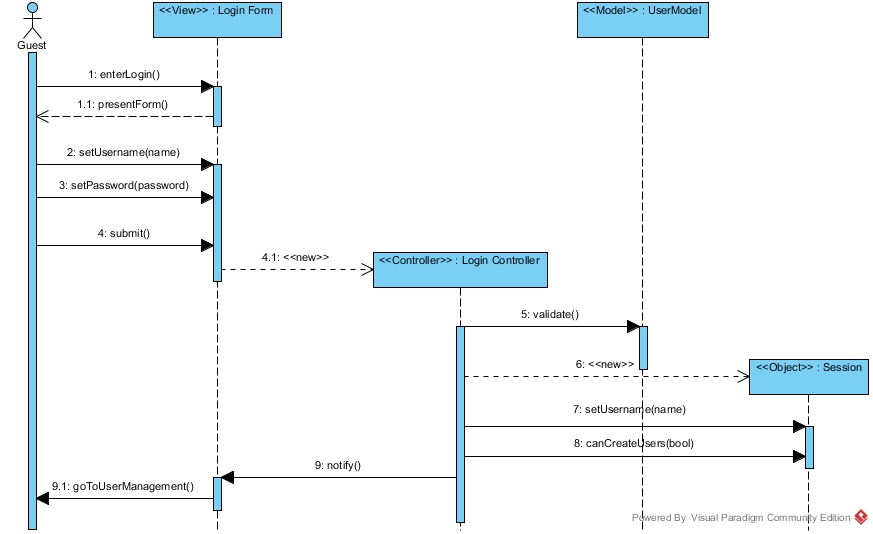 <<View>> : Login Form
<<Model>> : UserModel
Guest
1: enterLogin()
1.1: presentForm()
2: setUsername(name)
3: setPassword(password)
4: submit()
4.1: <<new>>
<<Controller>> : Login Controller
5: validate()
6: <<new>>
<<Object>> : Session
7: setUsername(name)
8: canCreateUsers(bool)
9: notify()
9.1: goToUserManagement()
Powered By Visual Paradigm Community Edition